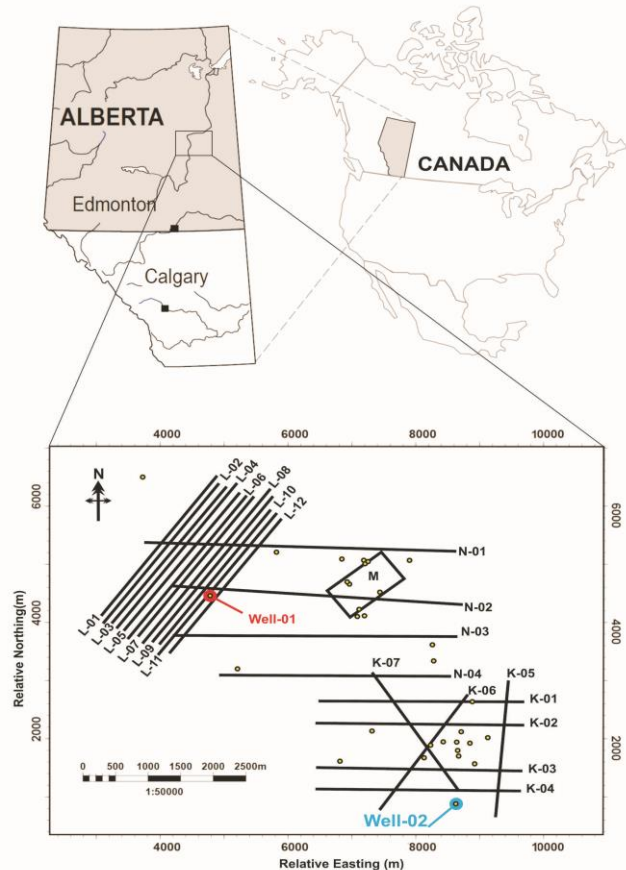 ALBERTA
Edmonton
Calgary
CANADA
4000
6000
8000
10000
6000
4000
2000
Relative Northing(m)
N
L-02
L-04
L-06
L-08
L-10
L-12
L-01
L-03
L-05
L-07
L-09
L-11
N-01
M
N-02
Well-01
N-03
K-07
N-04
K-05
K-06
K-01
K-02
K-03
K-04
0 500 1000 1500 2000 2500m
1:50000
Well-02
6000
4000
2000
4000
6000
8000
10000
Relative Easting (m)